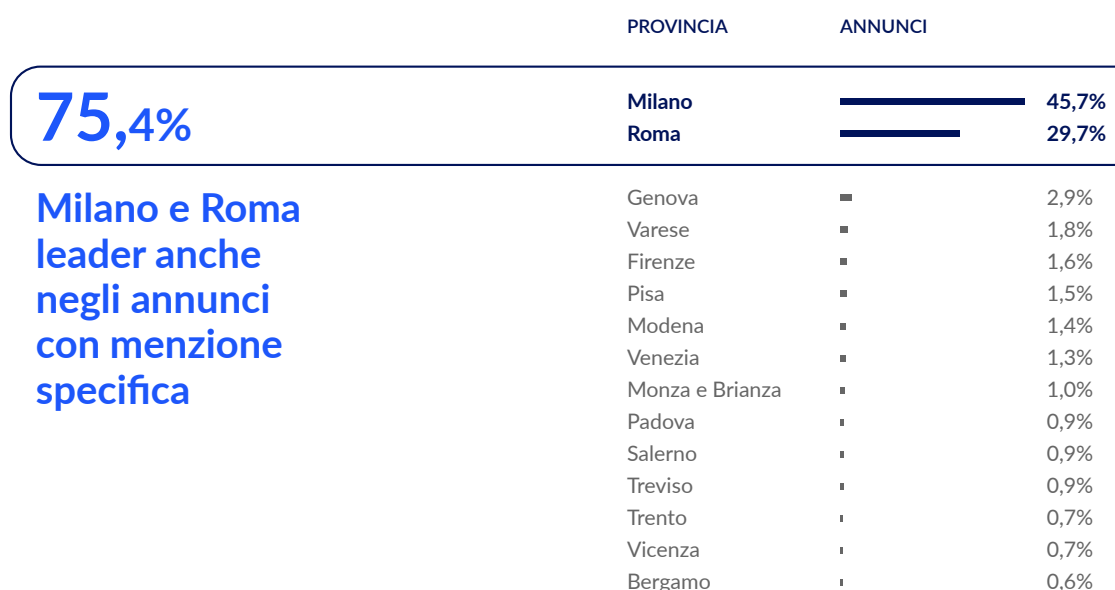 PROVINCIA ANNUNCI
75,4%
Milano 45,7%
Roma 29,7%
Milano e Roma
leader anche
negli annunci
con menzione
specifica
Genova 2,9%
Varese 1,8%
Firenze 1,6%
Pisa 1,5%
Modena 1,4%
Venezia 1,3%
Monza e Brianza 1,0%
Padova 0,9%
Salerno 0,9%
Treviso 0,9%
Trento 0,7%
Vicenza 0,7%
Bergamo 0,6%